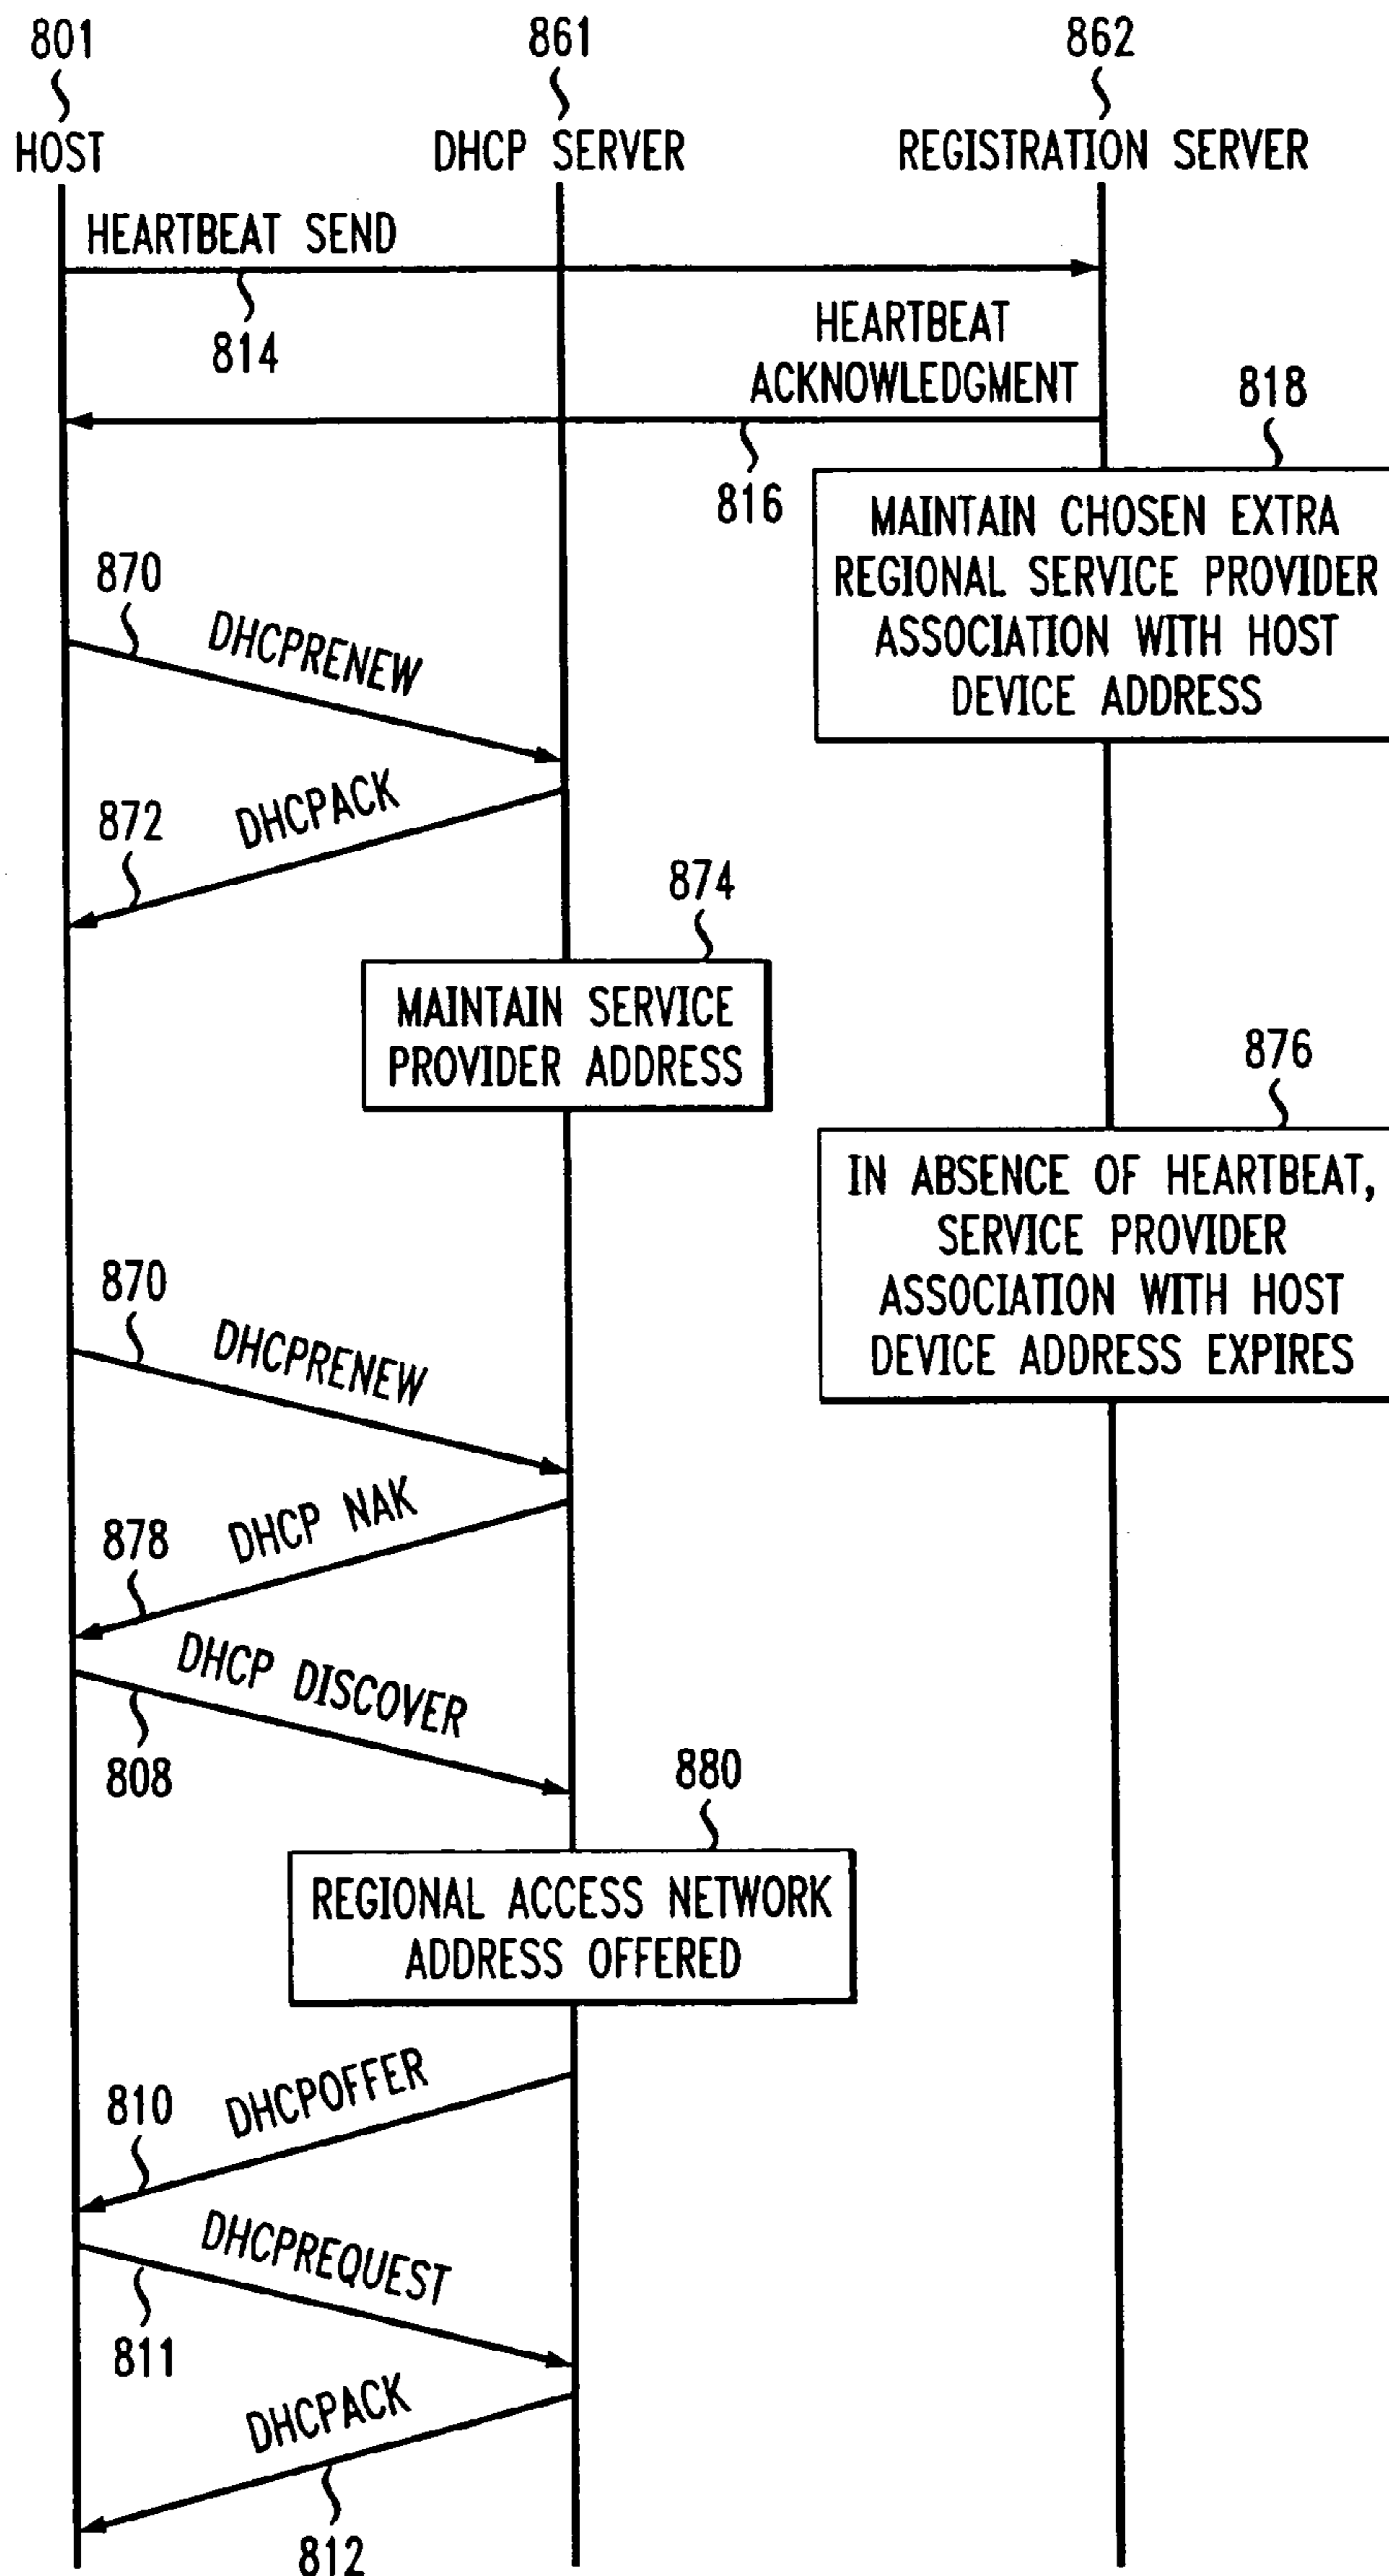 801
861
862
HOST
DHCP SERVER
REGISTRATION SERVER
HEARTBEAT SEND
814
HEARTBEAT
ACKNOWLEDGMENT
816
818
MAINTAIN CHOSEN EXTRA
REGIONAL SERVICE PROVIDER
ASSOCIATION WITH HOST
DEVICE ADDRESS
870
DHCPRENEW
872
DHCPACK
874
MAINTAIN SERVICE
PROVIDER ADDRESS
876
IN ABSENCE OF HEARTBEAT,
SERVICE PROVIDER
ASSOCIATION WITH HOST
DEVICE ADDRESS EXPIRES
870
DHCPRENEW
878
DHCP NAK
DHCP DISCOVER
808
880
REGIONAL ACCESS NETWORK
ADDRESS OFFERED
810
DHCPOFFER
DHCPREQUEST
811
DHCPACK
812